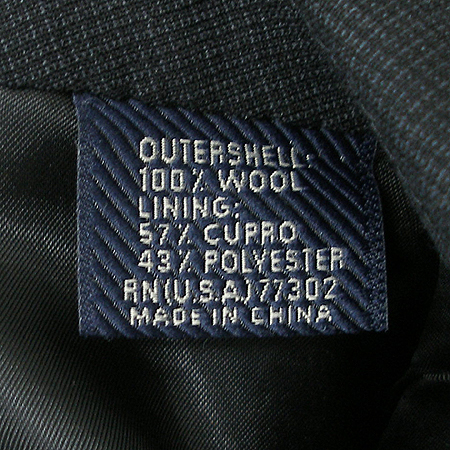 OUTERSHELL:
100% WOOL
LINING:
57% CUPRO
43% POLYESTER
RN(U.S.A)77302
MADE IN CHINA